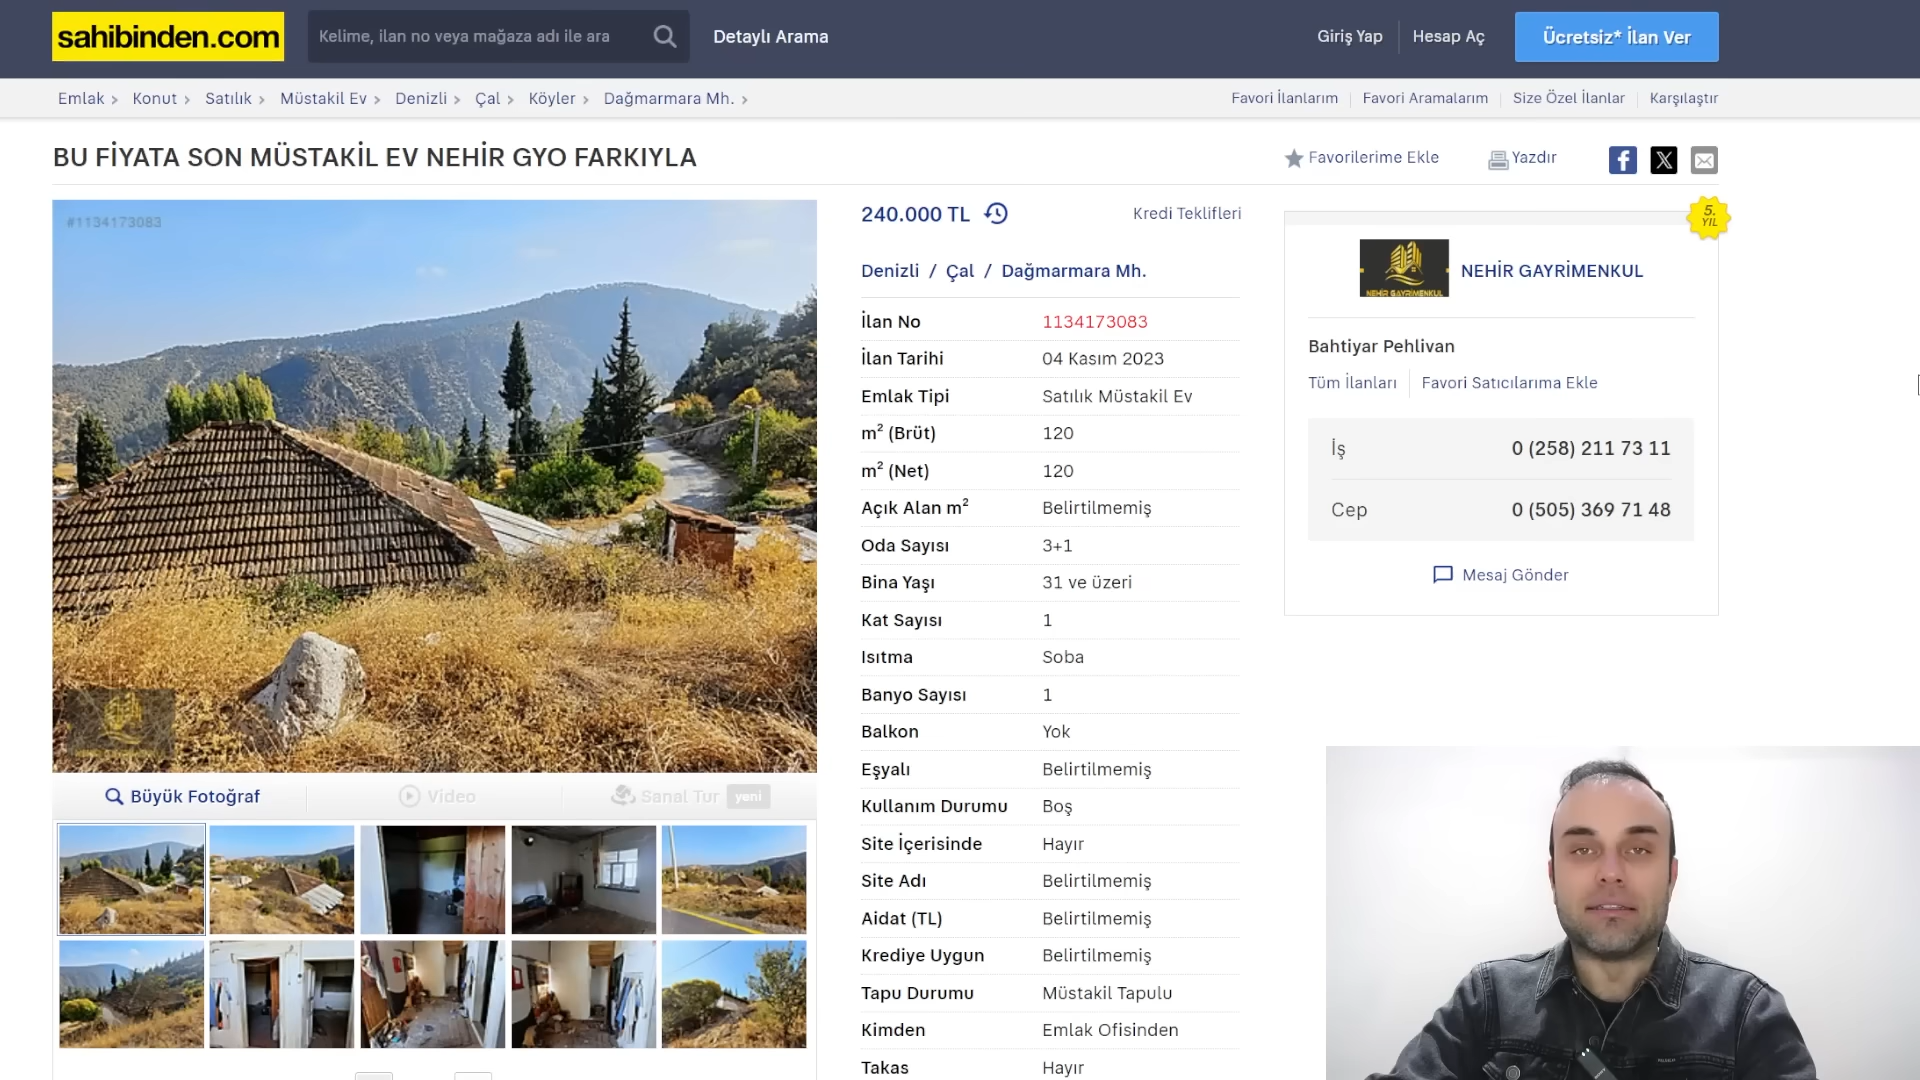 sahibinden.com
Kelime, ilan no veya mağaza adı ile ara
Detaylı Arama
Giriş Yap
Hesap Aç
Ücretsiz* İlan Ver
Emlak > Konut > Satılık > Müstakil Ev > Denizli > Çal > Köyler > Dağmarmara Mh. >
Favori İlanlarım
Favori Aramalarım
Size Özel İlanlar
Karşılaştır
BU FİYATA SON MÜSTAKİL EV NEHİR GYO FARKIYLA
Favorilerime Ekle
Yazdır
#1134173083
240.000 TL
Kredi Teklifleri
Denizli / Çal / Dağmarmara Mh.
İlan No 1134173083
İlan Tarihi 04 Kasım 2023
Emlak Tipi Satılık Müstakil Ev
m² (Brüt) 120
m² (Net) 120
Açık Alan m² Belirtilmemiş
Oda Sayısı 3+1
Bina Yaşı 31 ve üzeri
Kat Sayısı 1
Isıtma Soba
Banyo Sayısı 1
Balkon Yok
Eşyalı Belirtilmemiş
Kullanım Durumu Boş
Site İçerisinde Hayır
Site Adı Belirtilmemiş
Aidat (TL) Belirtilmemiş
Krediye Uygun Belirtilmemiş
Tapu Durumu Müstakil Tapulu
Kimden Emlak Ofisinden
Takas Hayır
5. YIL
NEHİR GAYRİMENKUL
NEHİR GAYRİMENKUL
Bahtiyar Pehlivan
Tüm İlanları
Favori Satıcılarıma Ekle
İş 0 (258) 211 73 11
Cep 0 (505) 369 71 48
Mesaj Gönder
Büyük Fotoğraf
Video
Sanal Tur yeni